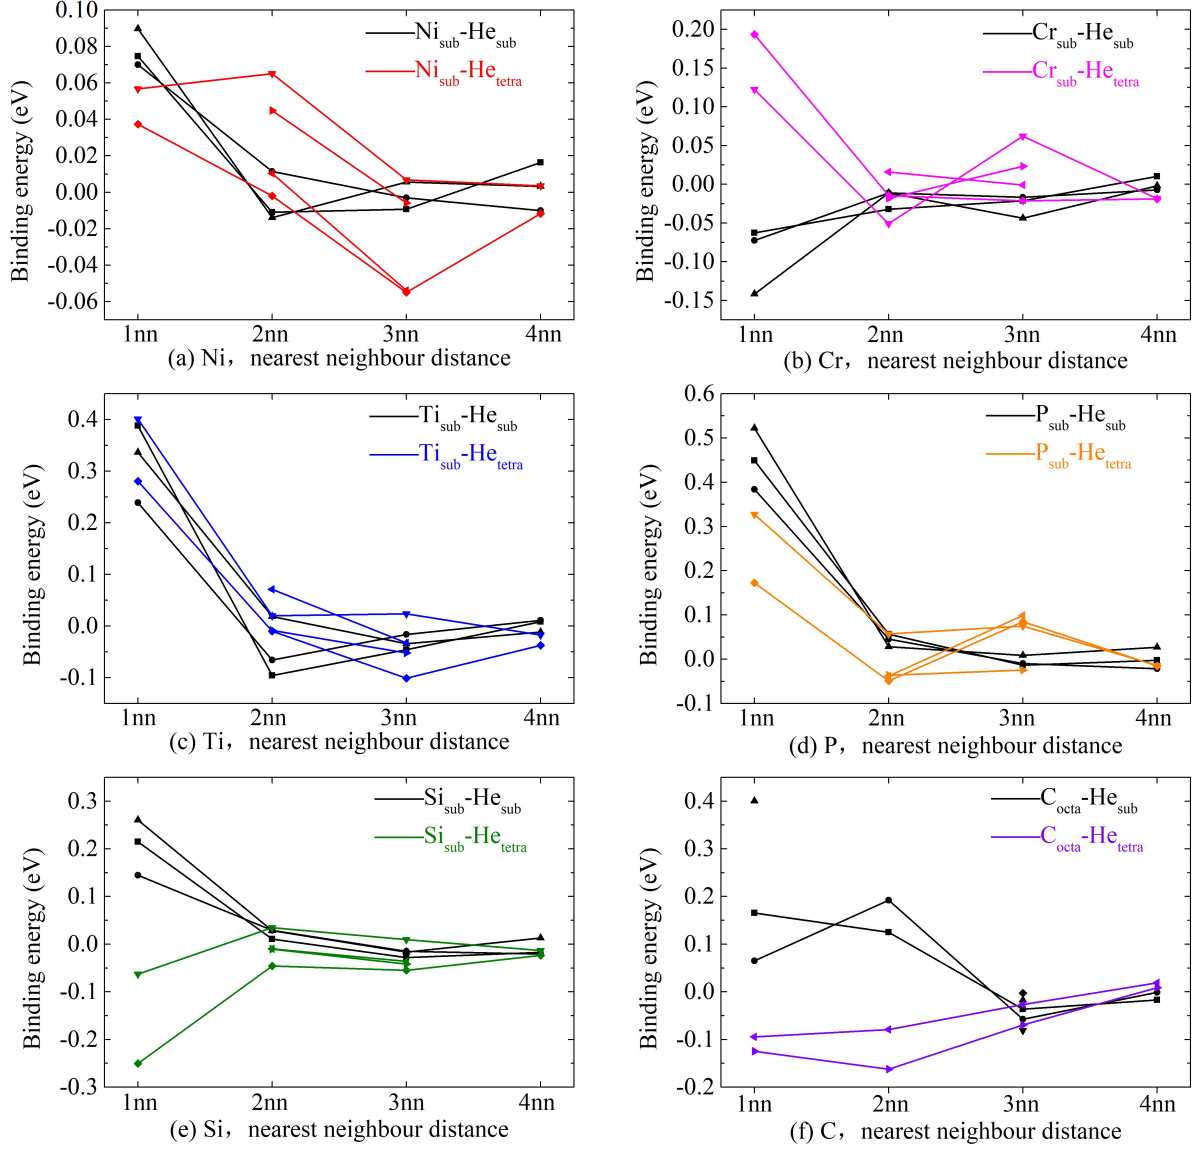 0.10
0.08
0.06
0.04
0.02
0.00
-0.02
-0.04
-0.06
Binding energy (eV)
Ni_sub-He_sub
Ni_sub-He_tetra
1nn 2nn 3nn 4nn
(a) Ni, nearest neighbour distance
0.20
0.15
0.10
0.05
0.00
-0.05
-0.10
-0.15
Binding energy (eV)
Cr_sub-He_sub
Cr_sub-He_tetra
1nn 2nn 3nn 4nn
(b) Cr, nearest neighbour distance
0.4
0.3
0.2
0.1
0.0
-0.1
Binding energy (eV)
Ti_sub-He_sub
Ti_sub-He_tetra
1nn 2nn 3nn 4nn
(c) Ti, nearest neighbour distance
0.6
0.5
0.4
0.3
0.2
0.1
0.0
-0.1
Binding energy (eV)
P_sub-He_sub
P_sub-He_tetra
1nn 2nn 3nn 4nn
(d) P, nearest neighbour distance
0.3
0.2
0.1
0.0
-0.1
-0.2
-0.3
Binding energy (eV)
Si_sub-He_sub
Si_sub-He_tetra
1nn 2nn 3nn 4nn
(e) Si, nearest neighbour distance
0.4
0.3
0.2
0.1
0.0
-0.1
-0.2
Binding energy (eV)
C_octa-He_sub
C_octa-He_tetra
1nn 2nn 3nn 4nn
(f) C, nearest neighbour distance